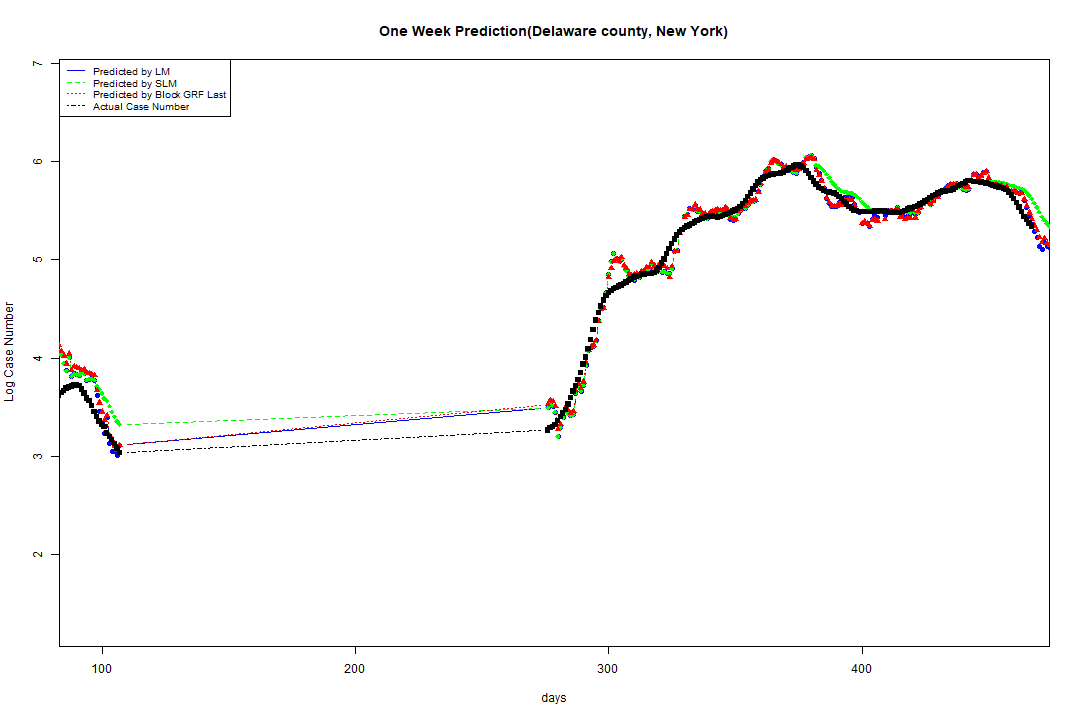 One Week Prediction(Delaware county, New York)
Predicted by LM
Predicted by SLM
Predicted by Block GRF Last
Actual Case Number
7
6
5
4
3
2
Log Case Number
100 200 300 400
days